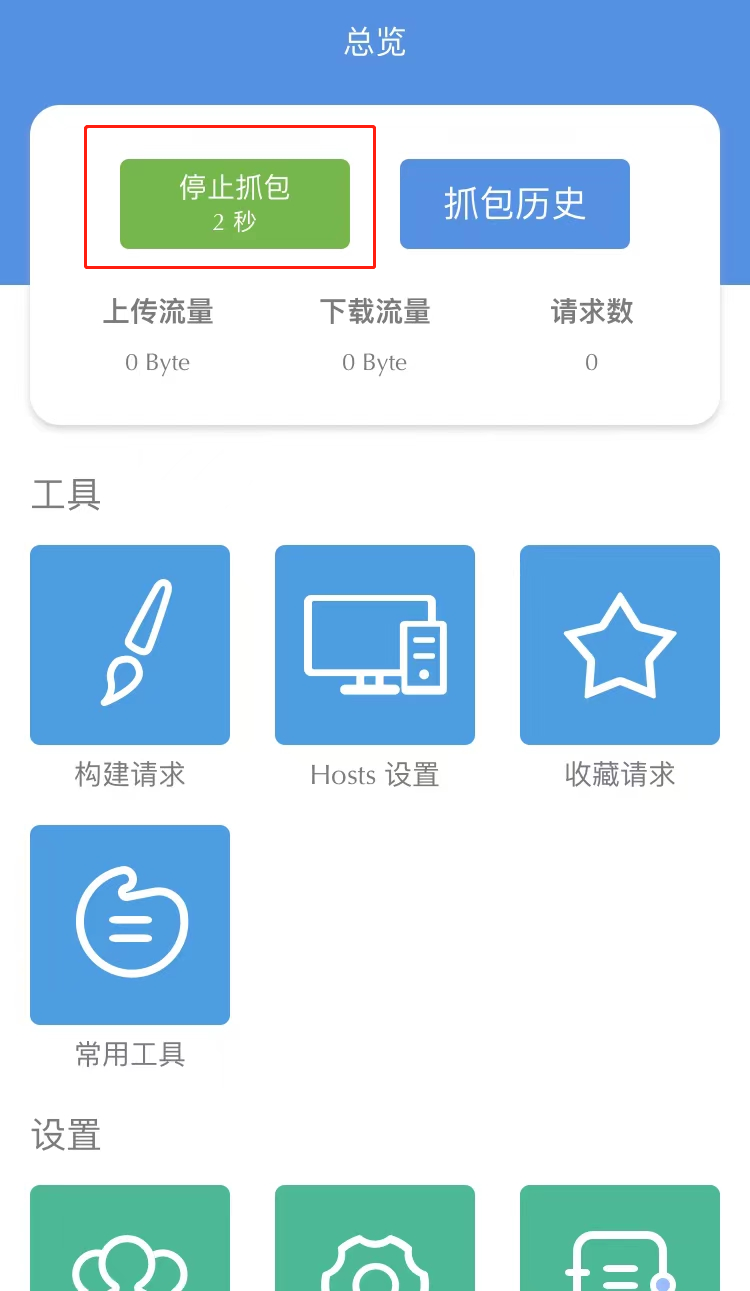 总览
停止抓包
2 秒
抓包历史
上传流量 下载流量 请求数
0 Byte 0 Byte 0
工具
构建请求 Hosts 设置 收藏请求
常用工具
设置